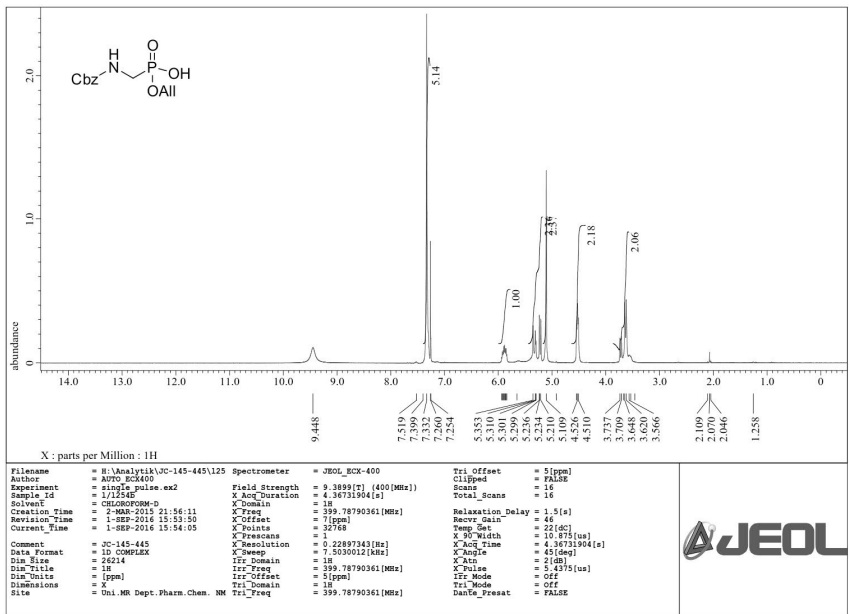 H
N
Cbz
O
P
OH
OAll
abundance
2.0
1.0
0
5.14
1.00
2.18
2.06
14.0 13.0 12.0 11.0 10.0 9.0 8.0 7.0 6.0 5.0 4.0 3.0 2.0 1.0 0
9.448 7.519 7.399 7.332 7.260 7.254 5.353 5.310 5.301 5.299 5.236 5.234 5.210 5.109 4.526 4.510 3.737 3.709 3.648 3.620 3.566 2.109 2.070 2.046 1.258
X : parts per Million : 1H
Filename = H:\Analytik\JC-145-445\125
Author = AUTO_ECX400
Experiment = single_pulse.ex2
Sample_Id = 1/1254b
Solvent = CHLOROFORM-D
Creation_Time = 2-MAR-2015 21:56:11
Revision_Time = 1-SEP-2016 15:53:50
Current_Time = 1-SEP-2016 15:54:05
Comment = JC-145-445
Data_Format = 1D COMPLEX
Dim_Size = 26214
Dim_Title = 1H
Dim_Units = [ppm]
Dimensions = X
Site = Uni.MR Dept.Pharm.Chem. NM
Spectrometer = JEOL_ECX-400
Field_Strength = 9.3899[T] (400[MHz])
X_Acq_Duration = 4.36731904[s]
X_Domain = 1H
X_Freq = 399.78790361[MHz]
X_Offset = 7[ppm]
X_Points = 32768
X_Prescans = 1
X_Resolution = 0.22897343[Hz]
X_Sweep = 7.5030012[kHz]
Irr_Domain = 1H
Irr_Freq = 399.78790361[MHz]
Irr_Offset = 5[ppm]
Tri_Domain = 1H
Tri_Freq = 399.78790361[MHz]
Tri_Offset = 5[ppm]
Clipped = FALSE
Scans = 16
Total_Scans = 16
Relaxation_Delay = 1.5[s]
Recvr_Gain = 46
Temp_Get = 22[dC]
X_90_Width = 10.875[us]
X_Acq_Time = 4.36731904[s]
X_Angle = 45[deg]
X_Atn = 2[dB]
X_Pulse = 5.4375[us]
Irr_Mode = Off
Tri_Mode = Off
Dante_Presat = FALSE
JEOL